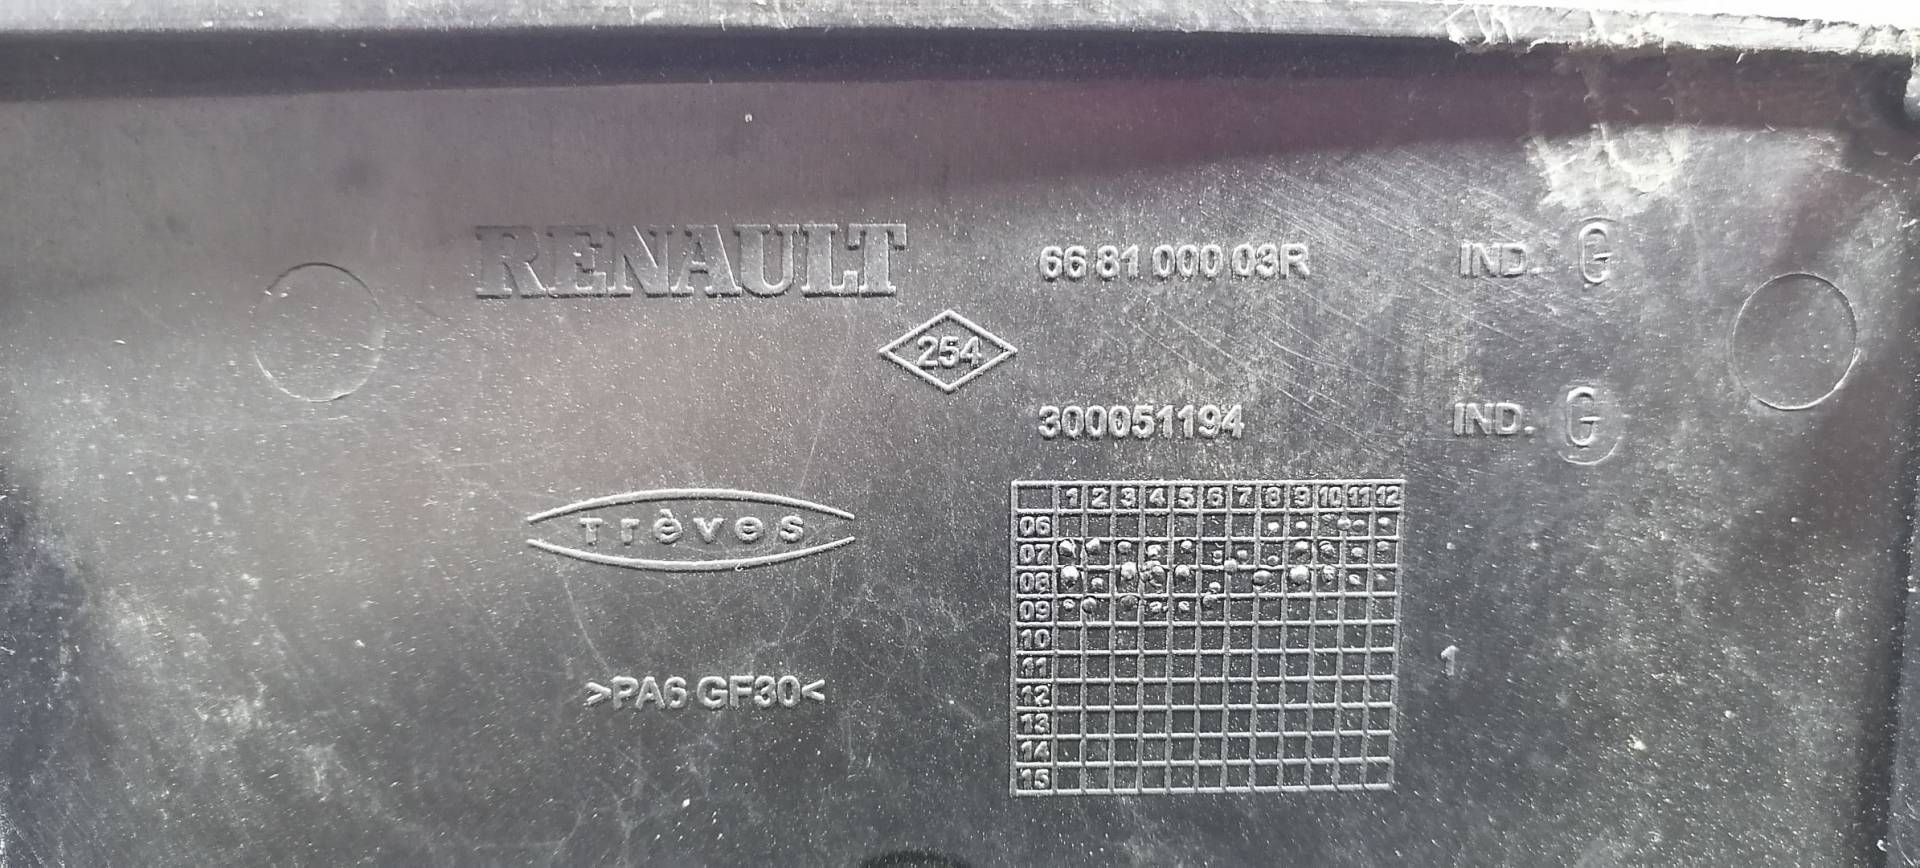 RENAULT
66 81 000 03R IND. G
254
300051194 IND. G
Trèves
1 2 3 4 5 6 7 8 9 10 11 12
06
07
08
09
10
11
12
13
14
15
1
>PA6 GF30<